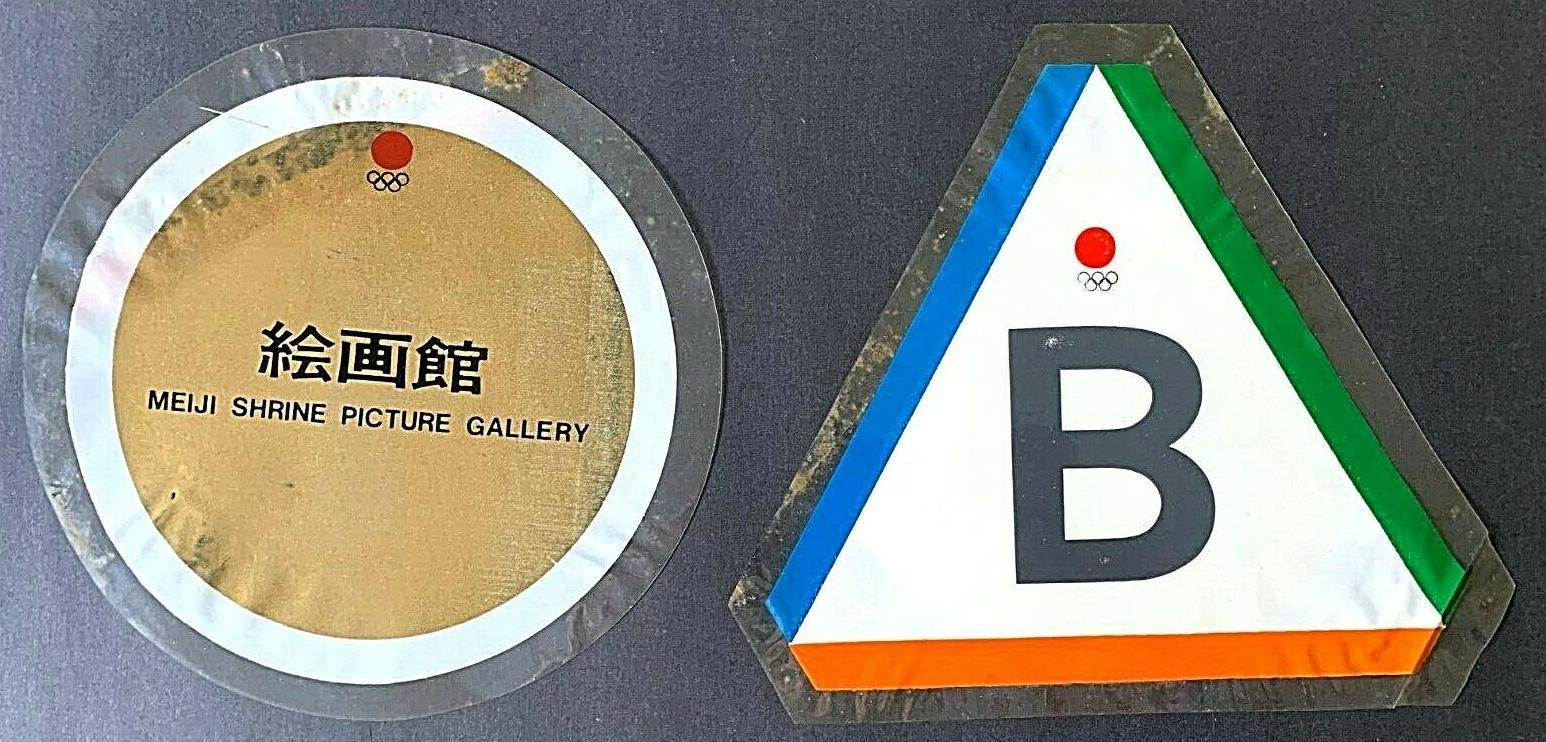 絵画館
MEIJI SHRINE PICTURE GALLERY
B